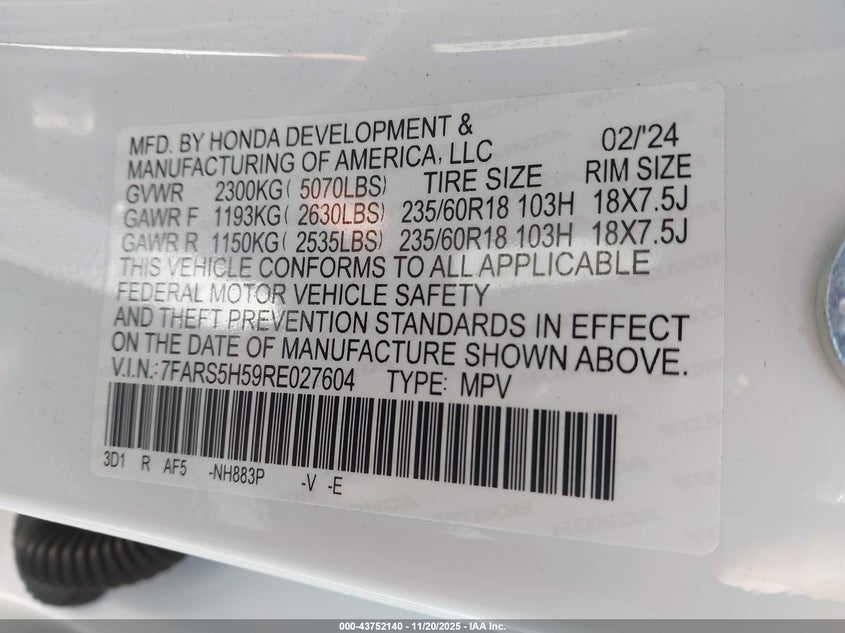 MFD. BY HONDA DEVELOPMENT & 02/'24
MANUFACTURING OF AMERICA, LLC
GVWR 2300KG( 5070LBS) TIRE SIZE RIM SIZE
GAWR F 1193KG( 2630LBS) 235/60R18 103H 18X7.5J
GAWR R 1150KG( 2535LBS) 235/60R18 103H 18X7.5J
THIS VEHICLE CONFORMS TO ALL APPLICABLE
FEDERAL MOTOR VEHICLE SAFETY
AND THEFT PREVENTION STANDARDS IN EFFECT
ON THE DATE OF MANUFACTURE SHOWN ABOVE.
V.I.N.:7FARS5H59RE027604 TYPE: MPV
3D1 R AF5 -NH883P -V -E
HONDA
000-43752140 - 11/20/2025 - IAA Inc.